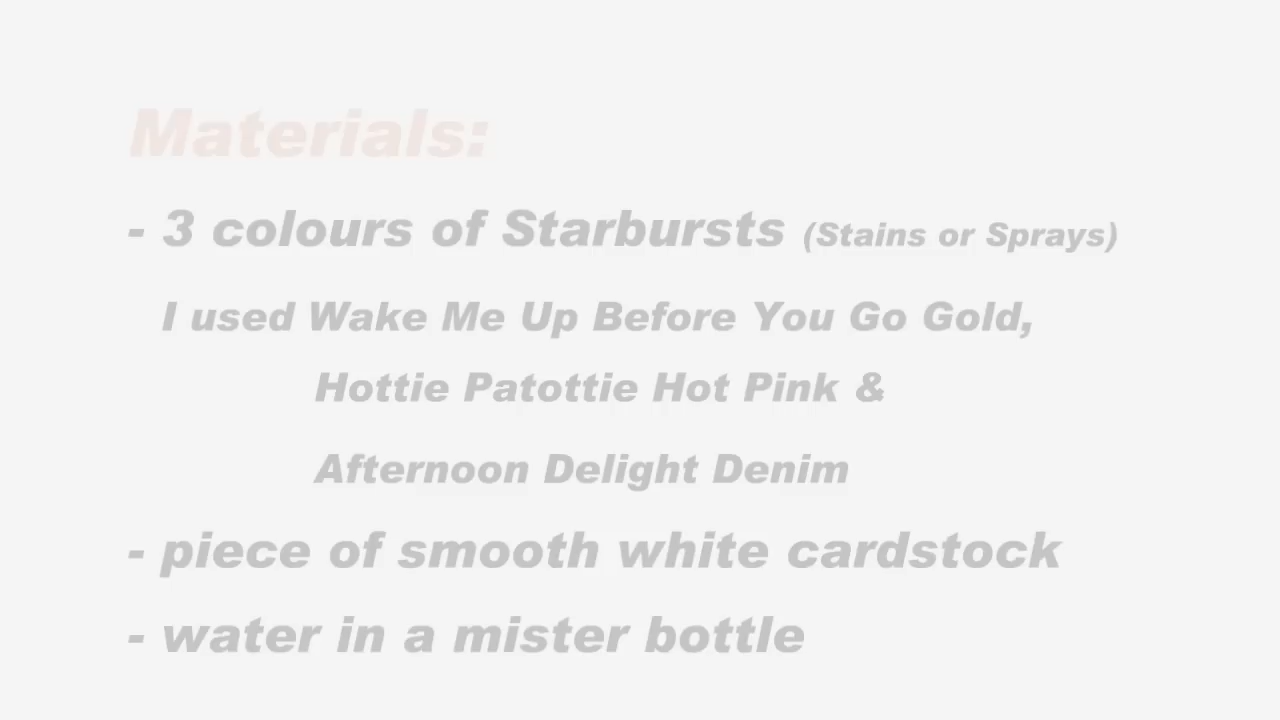 Materials:
- 3 colours of Starbursts (Stains or Sprays)
I used Wake Me Up Before You Go Gold,
Hottie Patottie Hot Pink &
Afternoon Delight Denim
- piece of smooth white cardstock
- water in a mister bottle